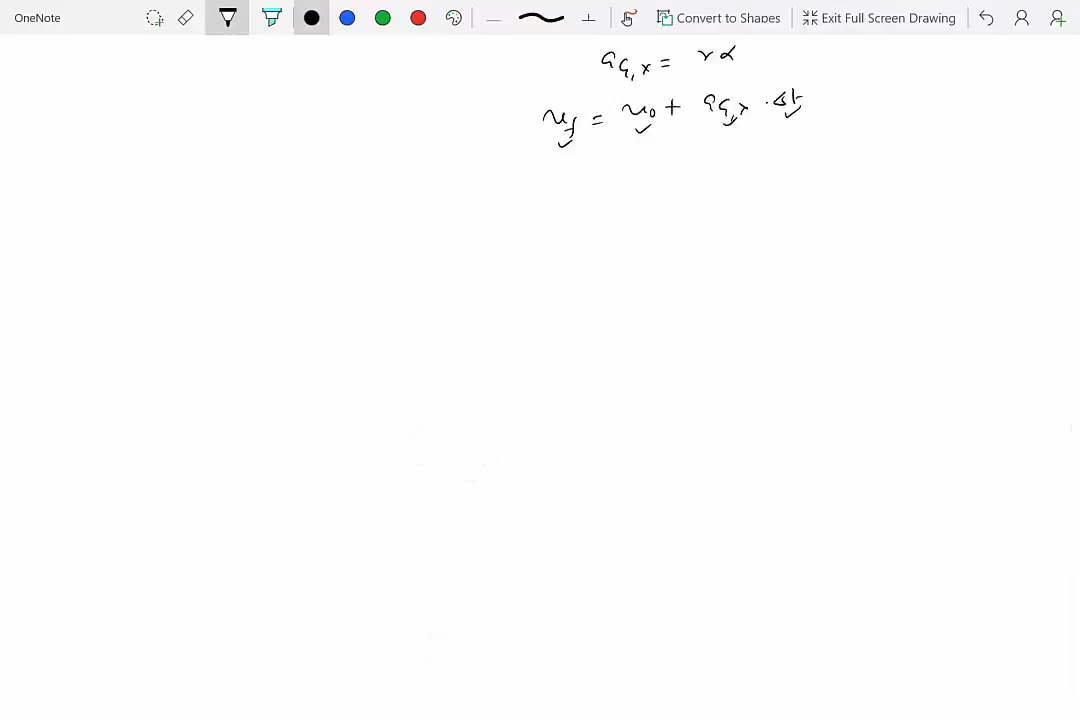 OneNote
Convert to Shapes
Exit Full Screen Drawing
a_{G,x} = rα
v_f = v_0 + a_{G,x} · Δt